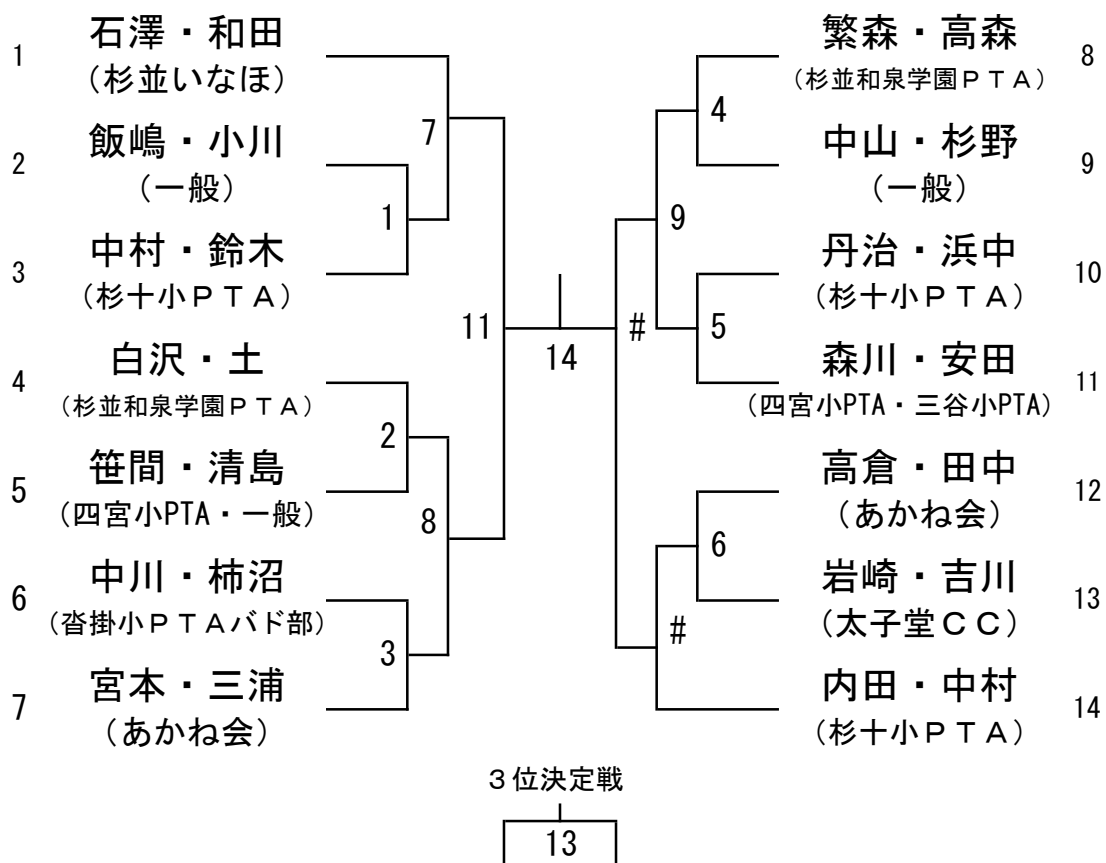 1
石澤・和田
（杉並いなほ）
2
飯嶋・小川
（一般）
3
中村・鈴木
（杉十小ＰＴＡ）
4
白沢・土
（杉並和泉学園ＰＴＡ）
5
笹間・清島
（四宮小PTA・一般）
6
中川・柿沼
（沓掛小ＰＴＡバド部）
7
宮本・三浦
（あかね会）
7
1
11
2
8
3
14
繁森・高森
8
（杉並和泉学園ＰＴＡ）
中山・杉野
9
（一般）
丹治・浜中
10
（杉十小ＰＴＡ）
森川・安田
11
（四宮小PTA・三谷小PTA）
高倉・田中
12
（あかね会）
岩崎・吉川
13
（太子堂ＣＣ）
内田・中村
14
（杉十小ＰＴＡ）
4
9
5
#
6
#
３位決定戦
13